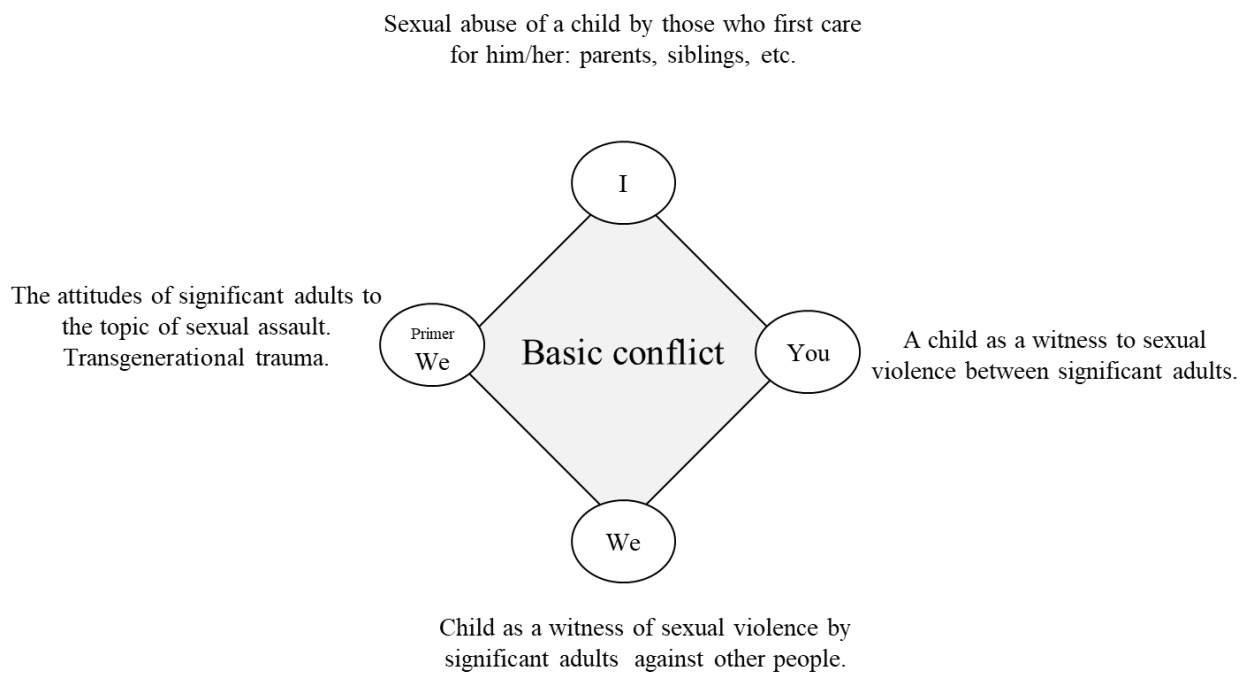 Sexual abuse of a child by those who first care
for him/her: parents, siblings, etc.
I
The attitudes of significant adults to
the topic of sexual assault.
Transgenerational trauma.
Primer
We
Basic conflict
You
A child as a witness to sexual
violence between significant adults.
We
Child as a witness of sexual violence by
significant adults against other people.